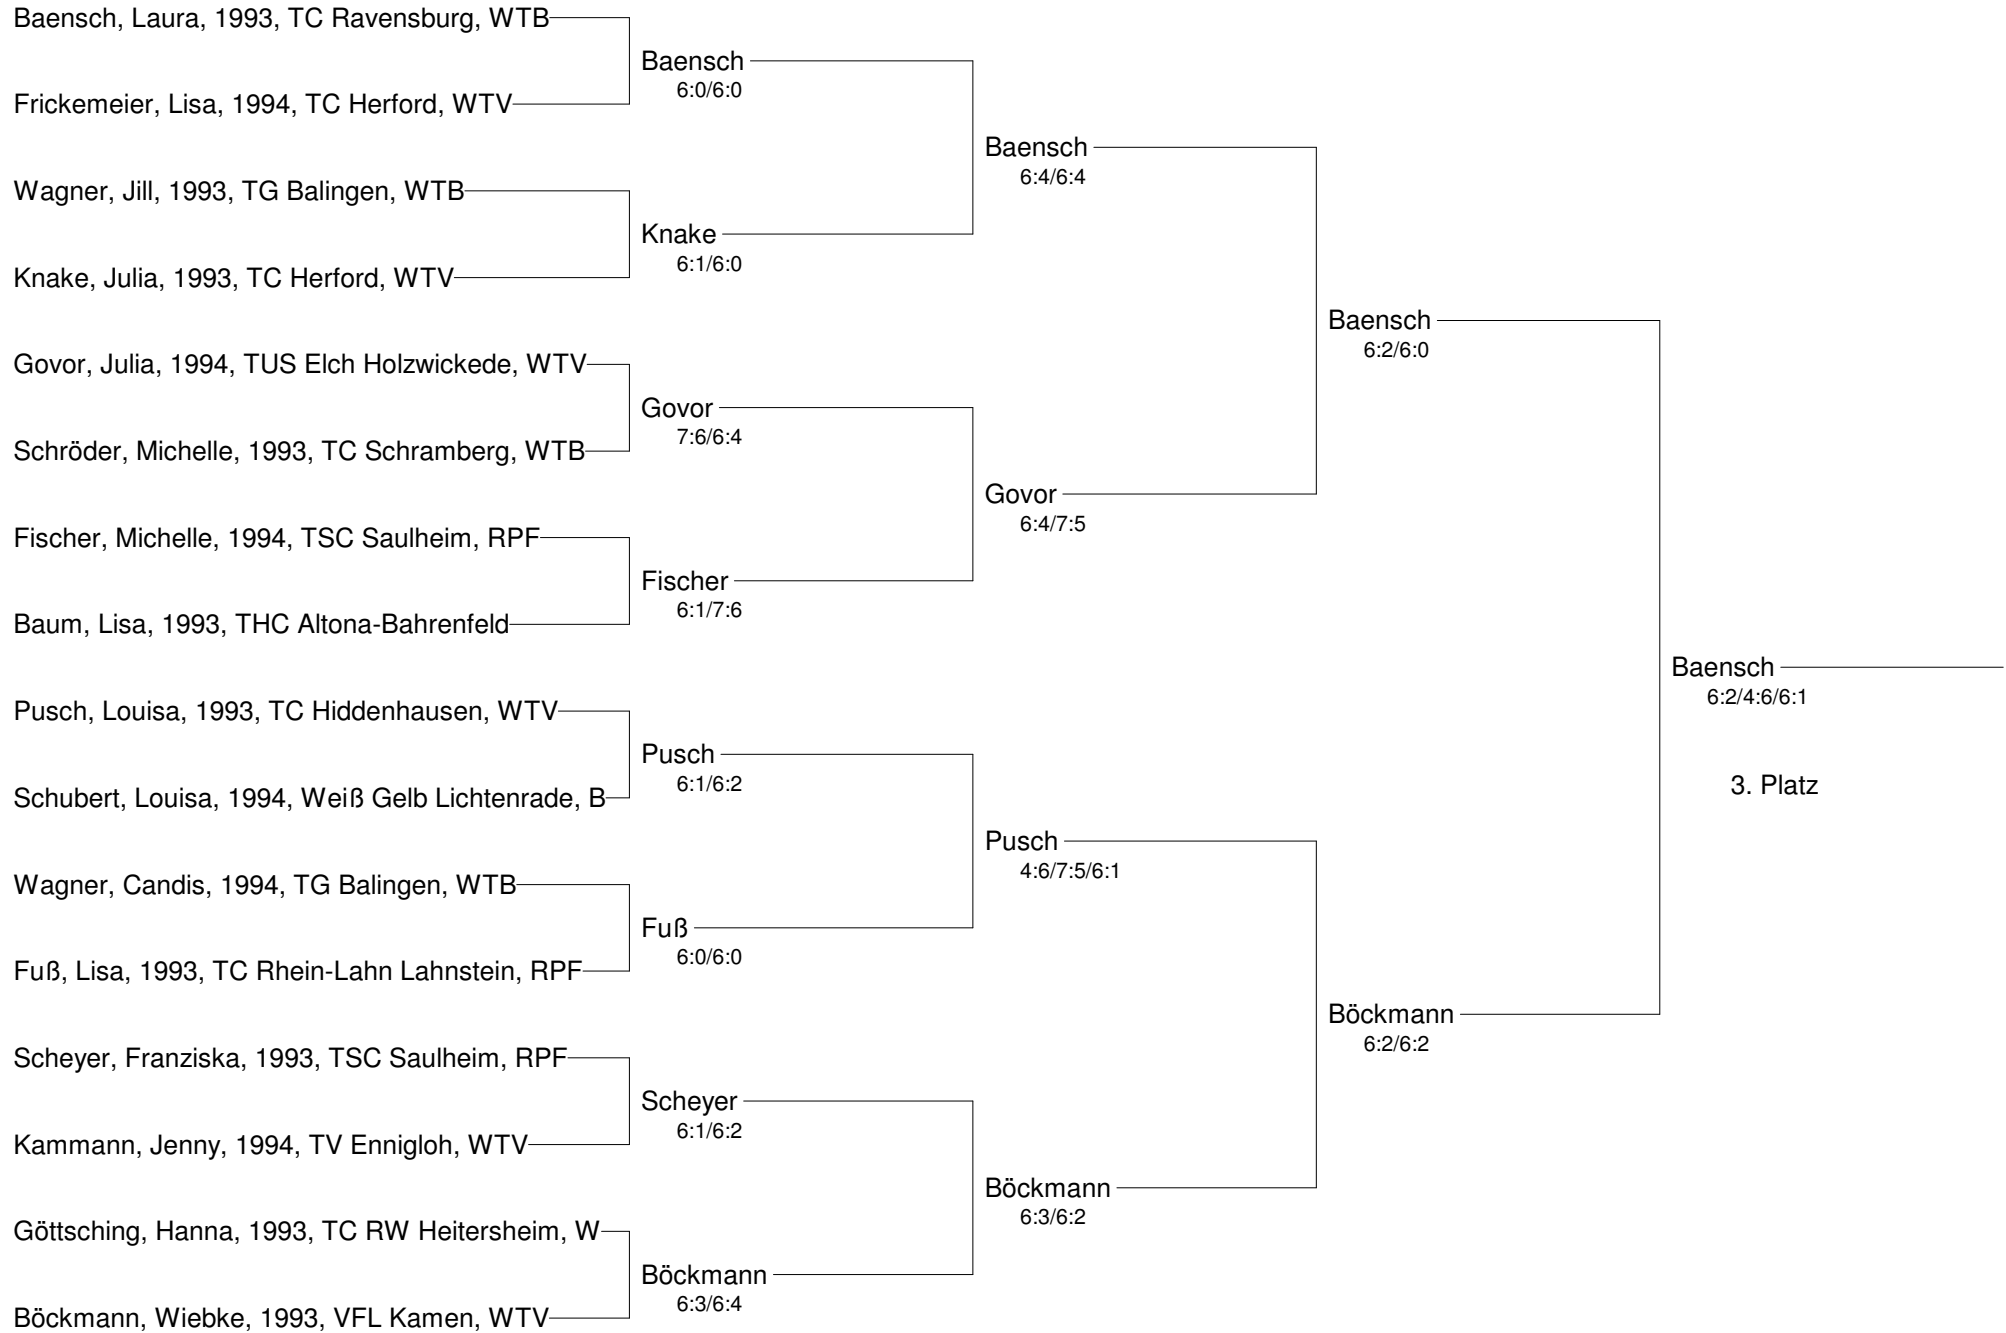 Baensch, Laura, 1993, TC Ravensburg, WTB
Baensch
6:0/6:0
Frickemeier, Lisa, 1994, TC Herford, WTV
Baensch
6:4/6:4
Wagner, Jill, 1993, TG Balingen, WTB
Knake
6:1/6:0
Knake, Julia, 1993, TC Herford, WTV
Baensch
6:2/6:0
Govor, Julia, 1994, TUS Elch Holzwickede, WTV
Govor
7:6/6:4
Schröder, Michelle, 1993, TC Schramberg, WTB
Govor
6:4/7:5
Fischer, Michelle, 1994, TSC Saulheim, RPF
Fischer
6:1/7:6
Baum, Lisa, 1993, THC Altona-Bahrenfeld
Baensch
6:2/4:6/6:1
Pusch, Louisa, 1993, TC Hiddenhausen, WTV
Pusch
6:1/6:2
3. Platz
Schubert, Louisa, 1994, Weiß Gelb Lichtenrade, B
Pusch
4:6/7:5/6:1
Wagner, Candis, 1994, TG Balingen, WTB
Fuß
6:0/6:0
Fuß, Lisa, 1993, TC Rhein-Lahn Lahnstein, RPF
Böckmann
6:2/6:2
Scheyer, Franziska, 1993, TSC Saulheim, RPF
Scheyer
6:1/6:2
Kammann, Jenny, 1994, TV Ennigloh, WTV
Böckmann
6:3/6:2
Göttsching, Hanna, 1993, TC RW Heitersheim, W
Böckmann
6:3/6:4
Böckmann, Wiebke, 1993, VFL Kamen, WTV